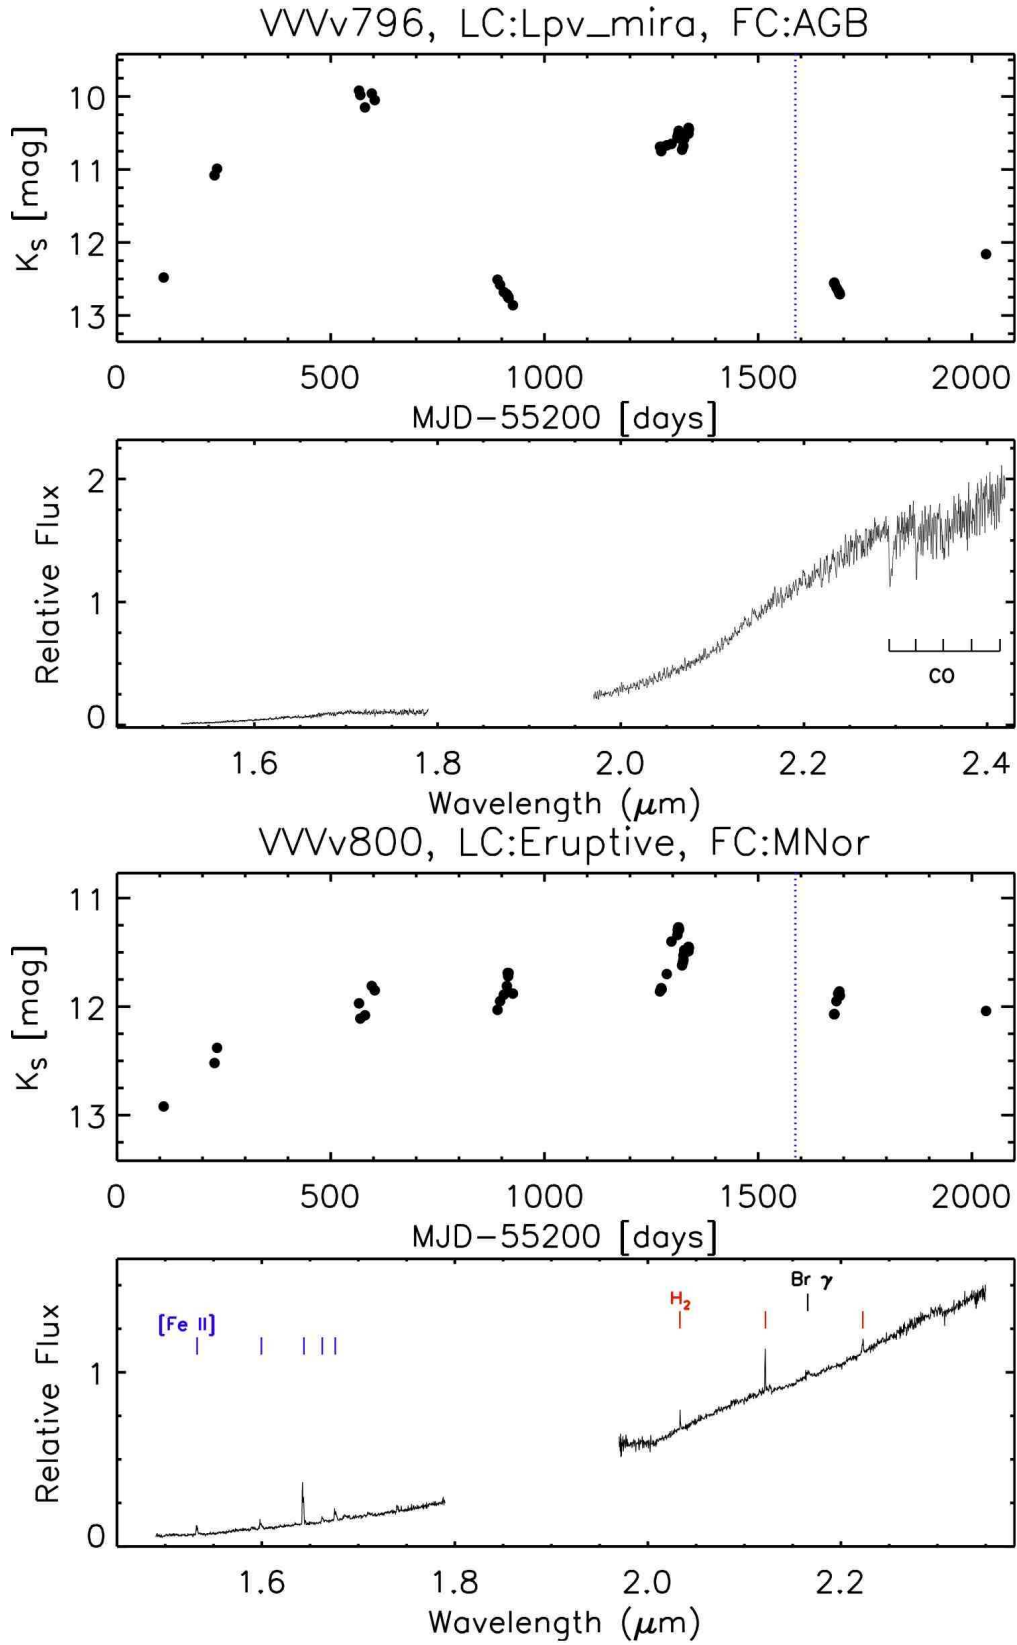 VVVv796, LC:Lpv_mira, FC:AGB
10
11
12
13
Ks [mag]
0 500 1000 1500 2000
MJD-55200 [days]
2
1
0
Relative Flux
CO
1.6 1.8 2.0 2.2 2.4
Wavelength (μm)
VVVv800, LC:Eruptive, FC:MNor
11
12
13
Ks [mag]
0 500 1000 1500 2000
MJD-55200 [days]
Br γ
H2
[Fe II]
1
0
Relative Flux
1.6 1.8 2.0 2.2
Wavelength (μm)